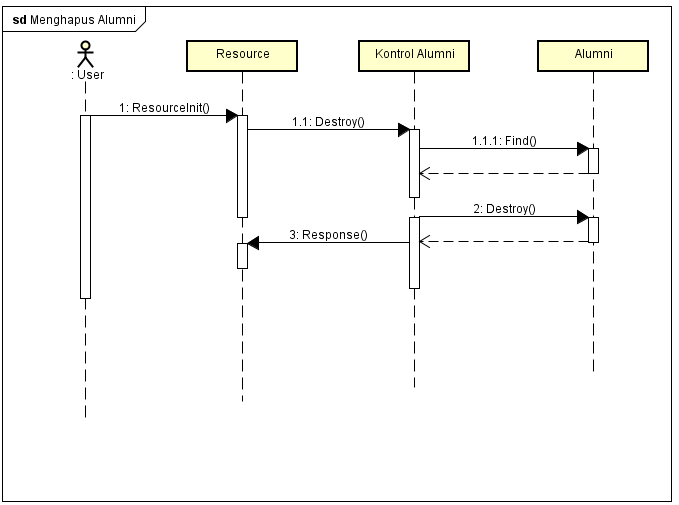 sd Menghapus Alumni
: User
Resource
Kontrol Alumni
Alumni
1: ResourceInit()
1.1: Destroy()
1.1.1: Find()
2: Destroy()
3: Response()